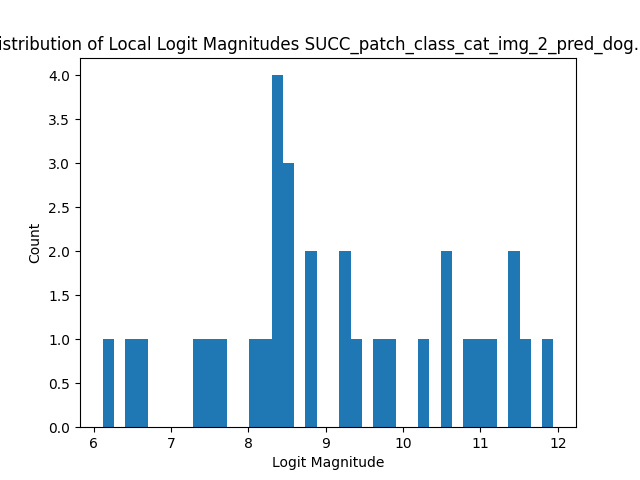 istribution of Local Logit Magnitudes SUCC_patch_class_cat_img_2_pred_dog.
4.0
3.5
3.0
2.5
2.0
1.5
1.0
0.5
0.0
Count
6 7 8 9 10 11 12
Logit Magnitude